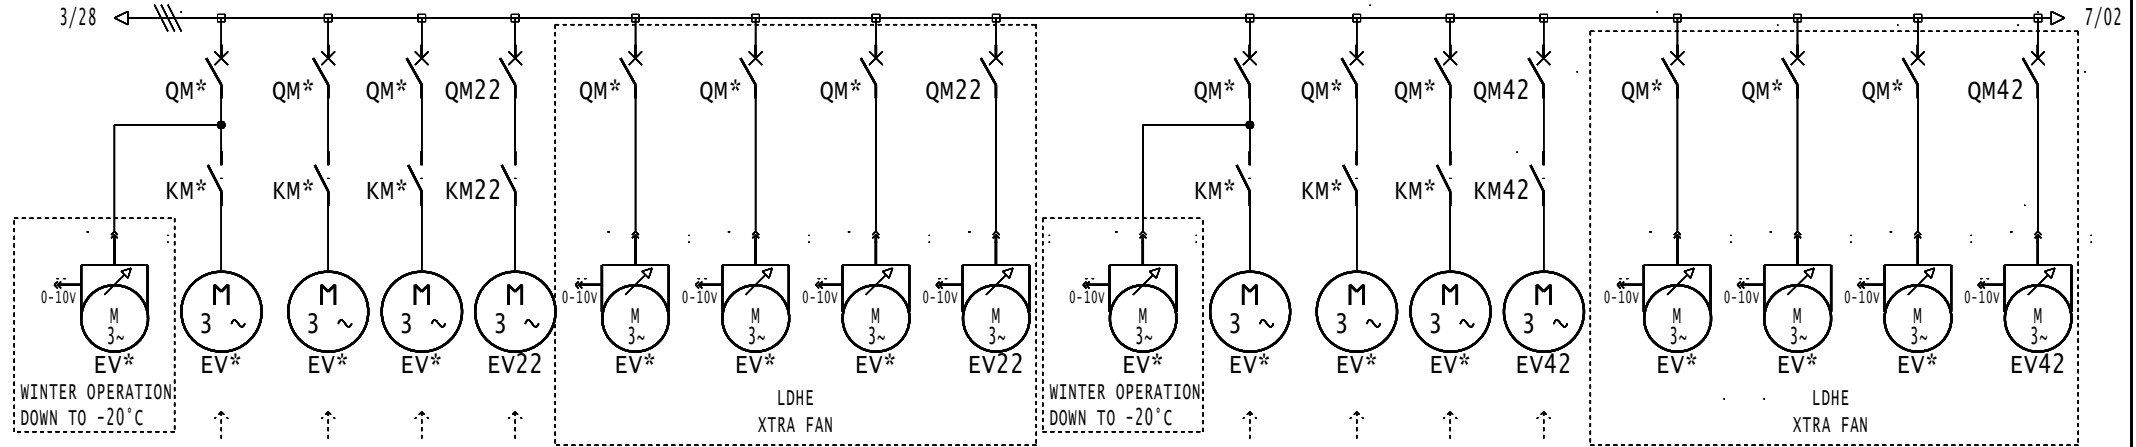 3/28 7/02
QM* QM* QM* QM22 QM* QM* QM* QM22 QM* QM* QM* QM42 QM* QM* QM* QM42
KM* KM* KM* KM22 KM* KM* KM* KM42
0-10v 0-10v 0-10v 0-10v 0-10v 0-10v 0-10v 0-10v 0-10v 0-10v
M M M M M M M M
3 ~ 3 ~ 3 ~ 3 ~ 3 ~ 3 ~ 3 ~ 3 ~
M M M M M M M M M M
3~ 3~ 3~ 3~ 3~ 3~ 3~ 3~ 3~ 3~
EV* EV* EV* EV* EV22 EV* EV* EV* EV22 EV* EV* EV* EV* EV42 EV* EV* EV* EV42
WINTER OPERATION
DOWN TO -20°C
LDHE
XTRA FAN
WINTER OPERATION
DOWN TO -20°C
LDHE
XTRA FAN